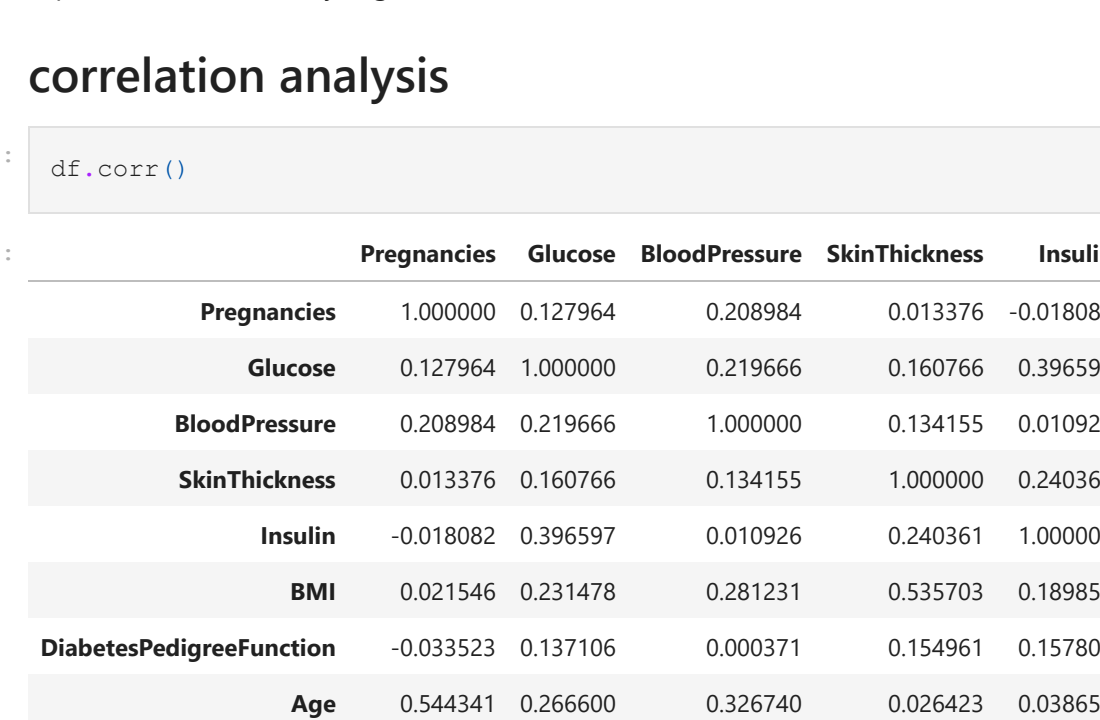 correlation analysis
:
df.corr()
:
Pregnancies Glucose BloodPressure SkinThickness Insuli
Pregnancies 1.000000 0.127964 0.208984 0.013376 -0.01808
Glucose 0.127964 1.000000 0.219666 0.160766 0.39659
BloodPressure 0.208984 0.219666 1.000000 0.134155 0.01092
SkinThickness 0.013376 0.160766 0.134155 1.000000 0.24036
Insulin -0.018082 0.396597 0.010926 0.240361 1.00000
BMI 0.021546 0.231478 0.281231 0.535703 0.18985
DiabetesPedigreeFunction -0.033523 0.137106 0.000371 0.154961 0.15780
Age 0.544341 0.266600 0.326740 0.026423 0.03865